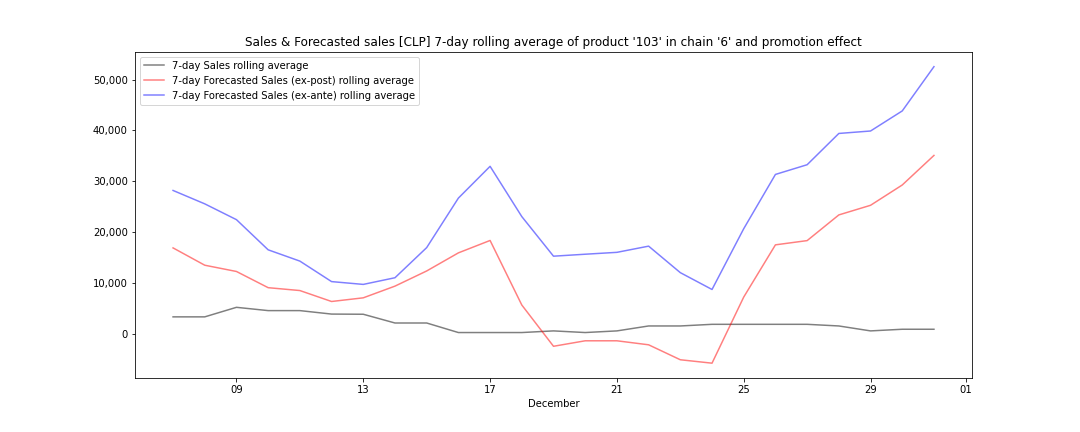 Sales & Forecasted sales [CLP] 7-day rolling average of product '103' in chain '6' and promotion effect
7-day Sales rolling average
7-day Forecasted Sales (ex-post) rolling average
7-day Forecasted Sales (ex-ante) rolling average
50,000
40,000
30,000
20,000
10,000
0
09 13 17 21 25 29 01
December